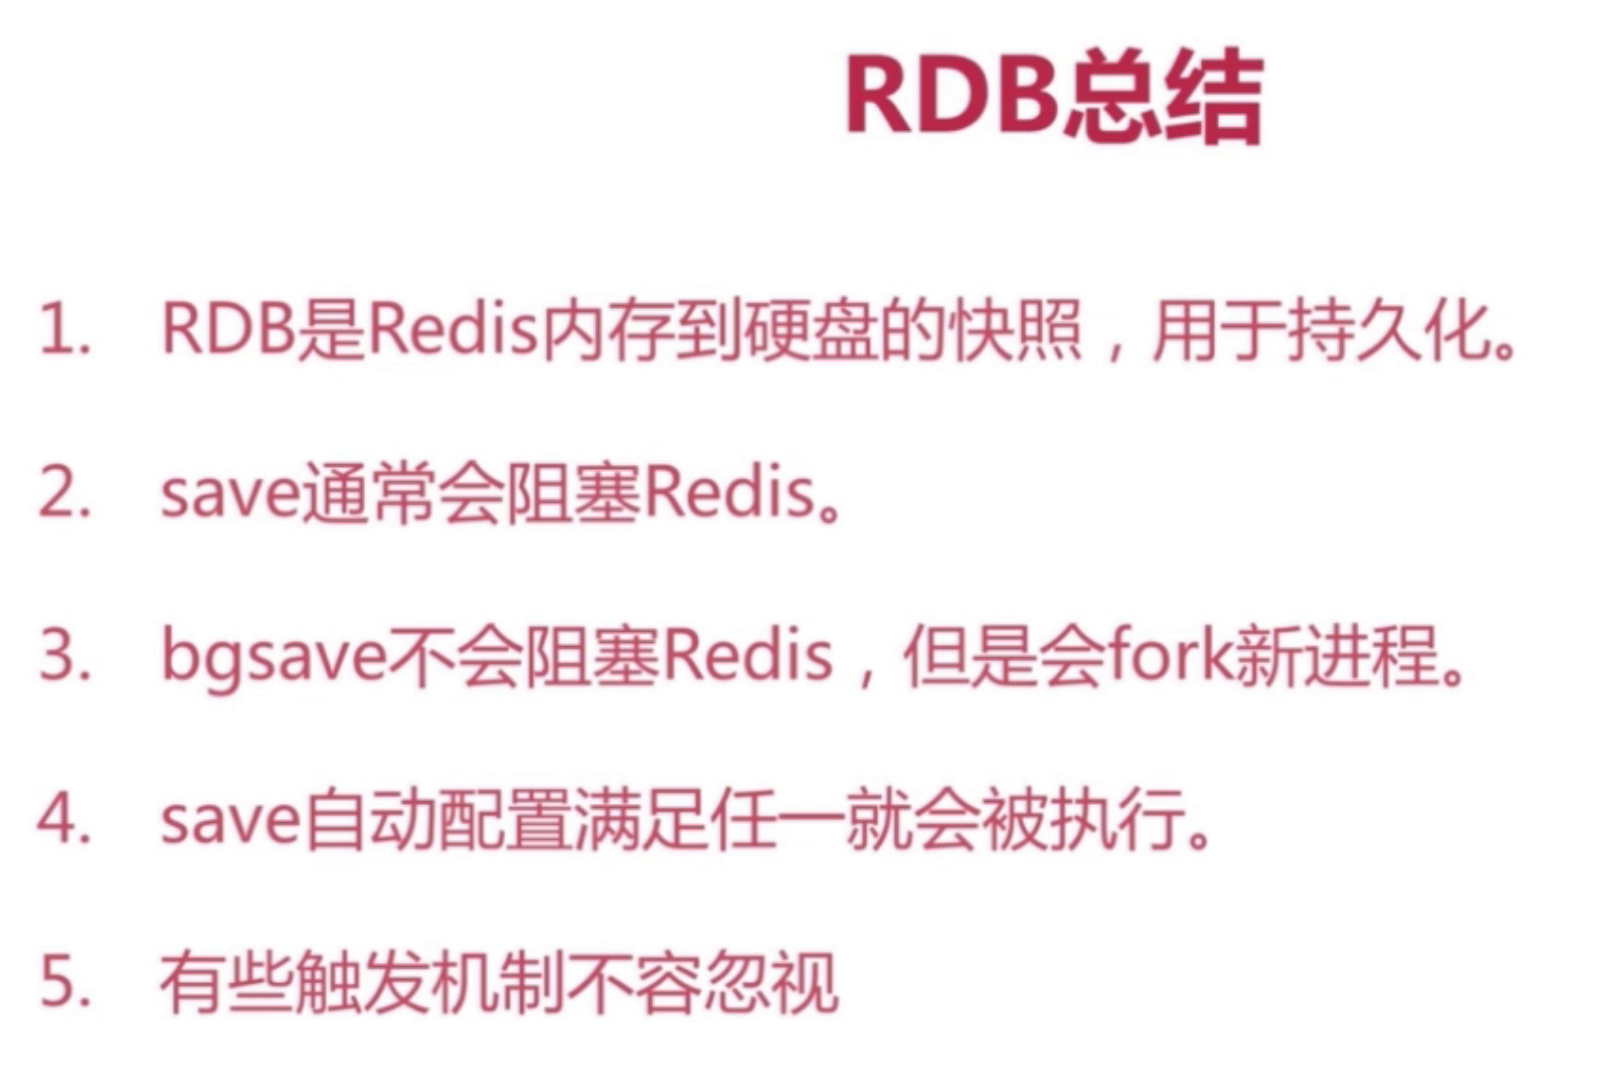 RDB总结
1. RDB是Redis内存到硬盘的快照，用于持久化。
2. save通常会阻塞Redis。
3. bgsave不会阻塞Redis，但是会fork新进程。
4. save自动配置满足任一就会被执行。
5. 有些触发机制不容忽视